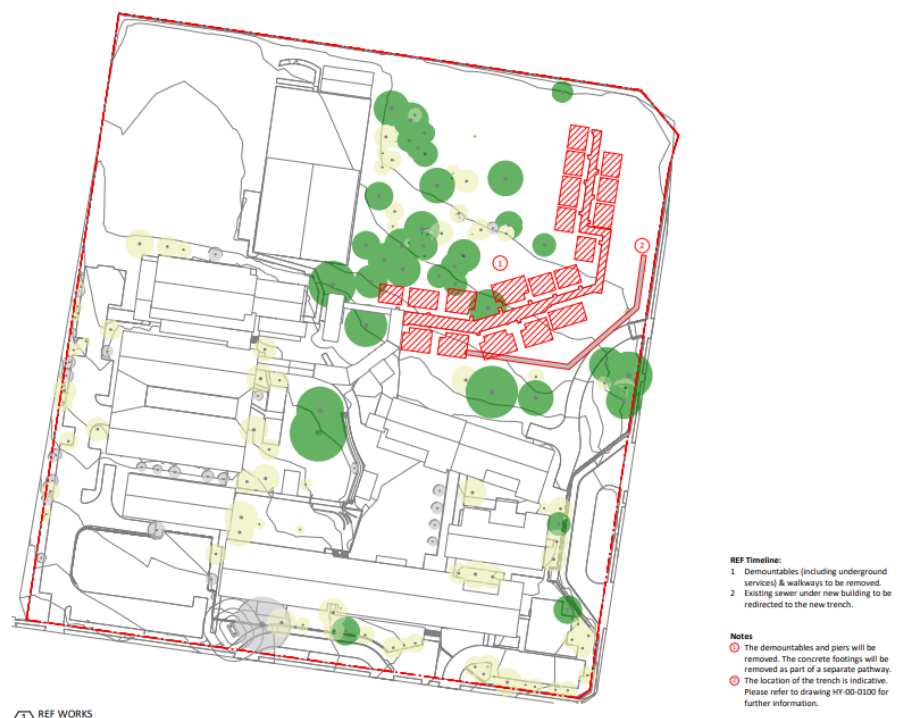 1
2
REF Timeline:
1 Demountables (including underground
services) & walkways to be removed.
2 Existing sewer under new building to be
redirected to the new trench.
Notes
1 The demountables and piers will be
removed. The concrete footings will be
removed as part of a separate pathway.
2 The location of the trench is indicative.
Please refer to drawing HY-00-0100 for
further information.
1 REF WORKS